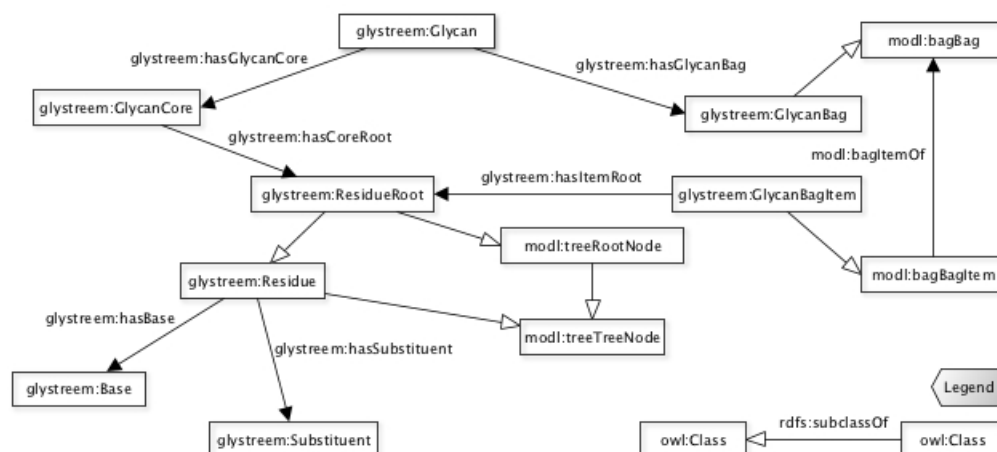 glystreem:Glycan
modl:bagBag
glystreem:hasGlycanCore
glystreem:hasGlycanBag
glystreem:GlycanCore
glystreem:GlycanBag
glystreem:hasCoreRoot
modl:bagItemOf
glystreem:hasItemRoot
glystreem:ResidueRoot
glystreem:GlycanBagItem
modl:treeRootNode
glystreem:Residue
modl:bagBagItem
glystreem:hasBase
modl:treeTreeNode
glystreem:hasSubstituent
glystreem:Base
Legend
rdfs:subclassOf
glystreem:Substituent
owl:Class
owl:Class